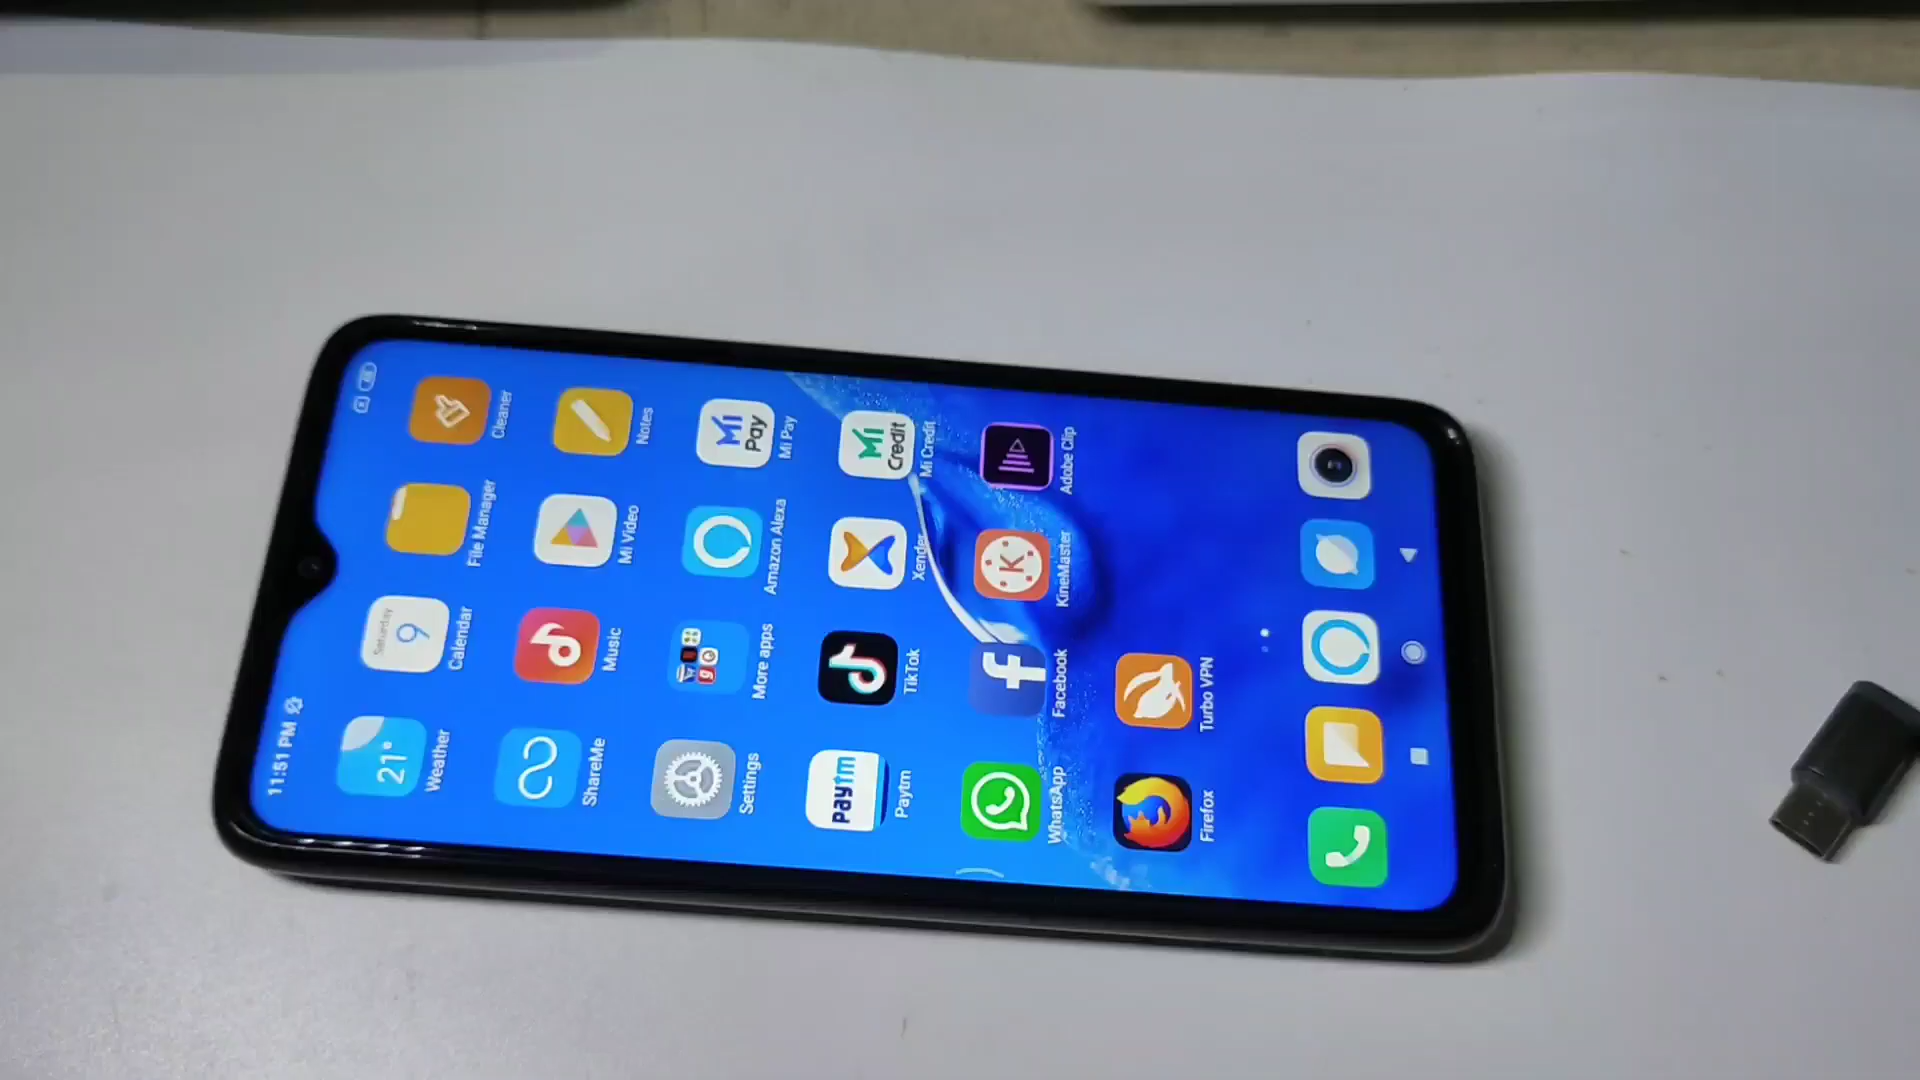 11:51 PM
21°
Weather
Saturday
9
Calendar
File Manager
Cleaner
ShareMe
Music
Mi Video
Notes
Settings
More apps
Amazon Alexa
Mi Pay
Mi Pay
Paytm
Paytm
TikTok
Xender
Mi Credit
Mi Credit
WhatsApp
f
Facebook
K
KineMaster
Adobe Clip
Firefox
Turbo VPN